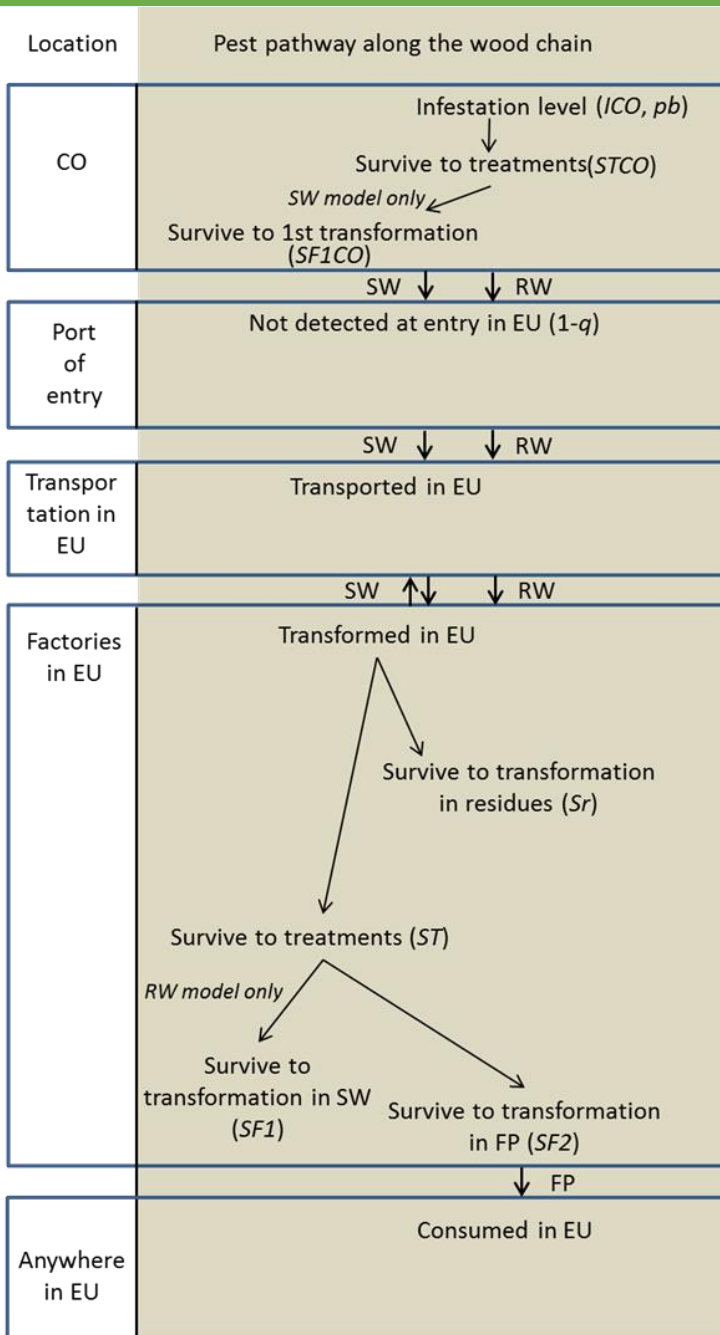 Location
Pest pathway along the wood chain
CO
Infestation level (ICO, pb)
Survive to treatments(STCO)
SW model only
Survive to 1st transformation
(SF1CO)
SW
RW
Port
of
entry
Not detected at entry in EU (1-q)
SW
RW
Transpor
tation in
EU
Transported in EU
SW
RW
Factories
in EU
Transformed in EU
Survive to transformation
in residues (Sr)
Survive to treatments (ST)
RW model only
Survive to
transformation in SW
(SF1)
Survive to transformation
in FP (SF2)
FP
Anywhere
in EU
Consumed in EU